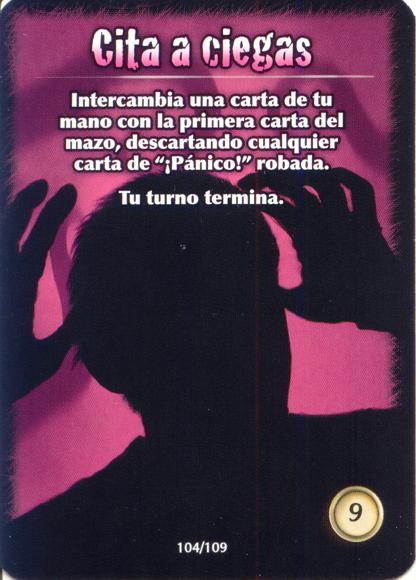 Cita a ciegas
Intercambia una carta de tu
mano con la primera carta del
mazo, descartando cualquier
carta de “¡Pánico!” robada.
Tu turno termina.
9
104/109